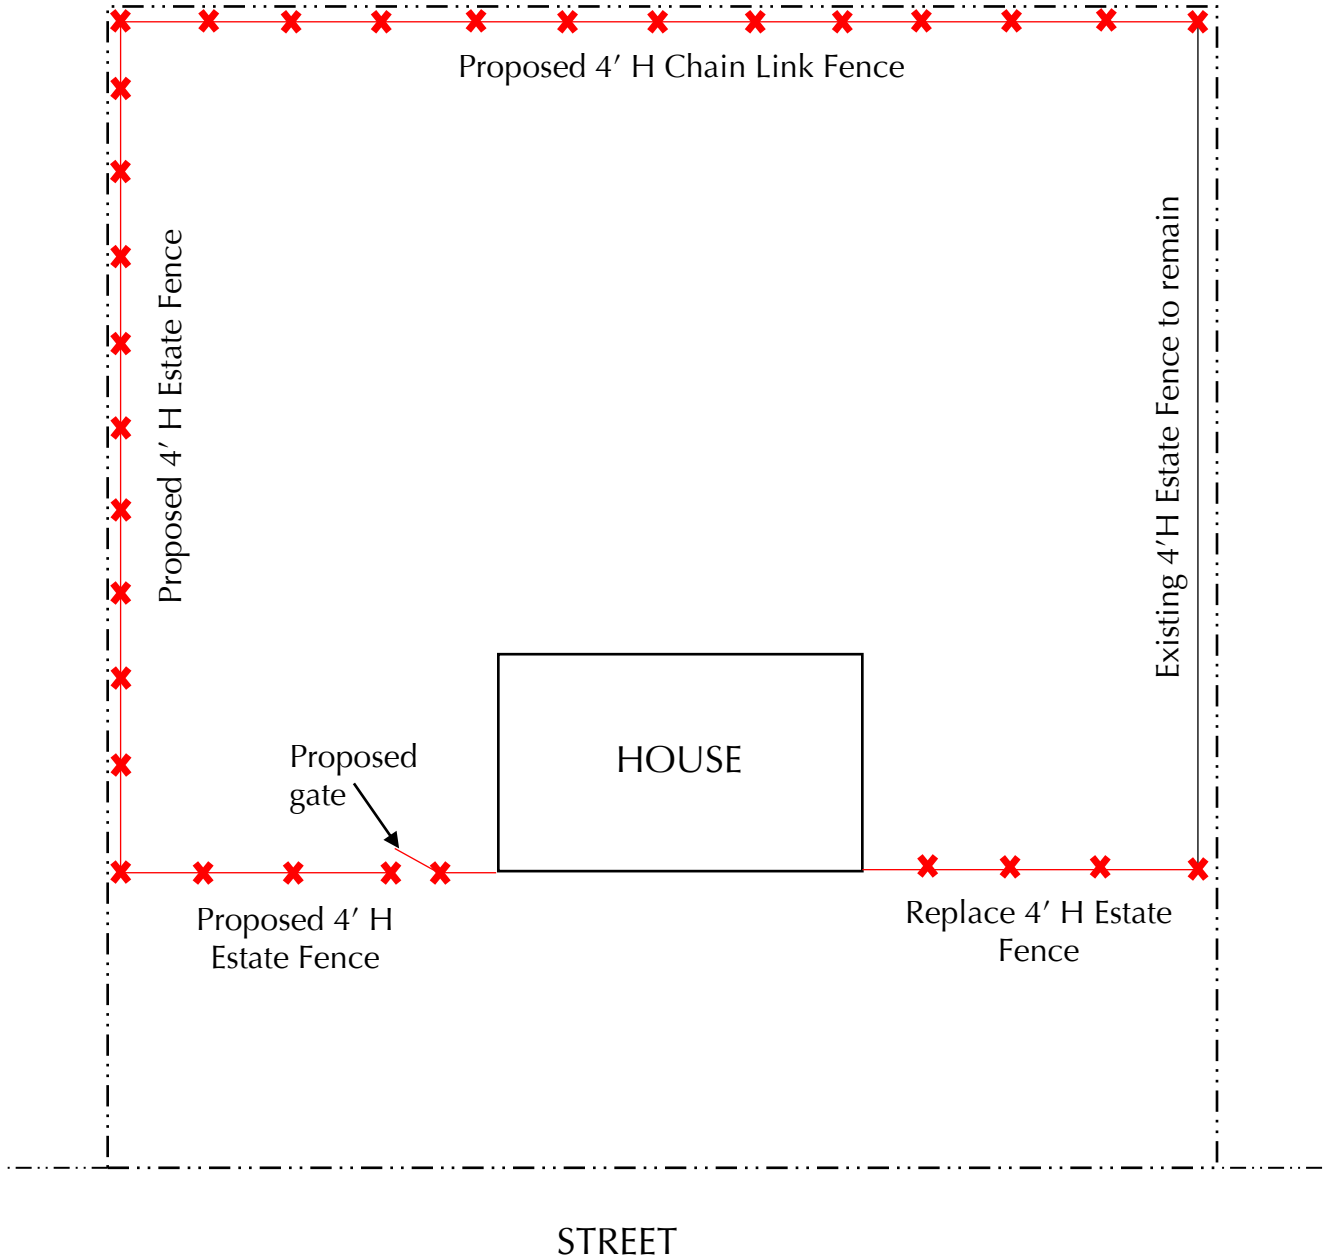 Proposed 4' H Chain Link Fence
Proposed 4' H Estate Fence
Existing 4'H Estate Fence to remain
Proposed
gate
HOUSE
Proposed 4' H
Estate Fence
Replace 4' H Estate
Fence
STREET